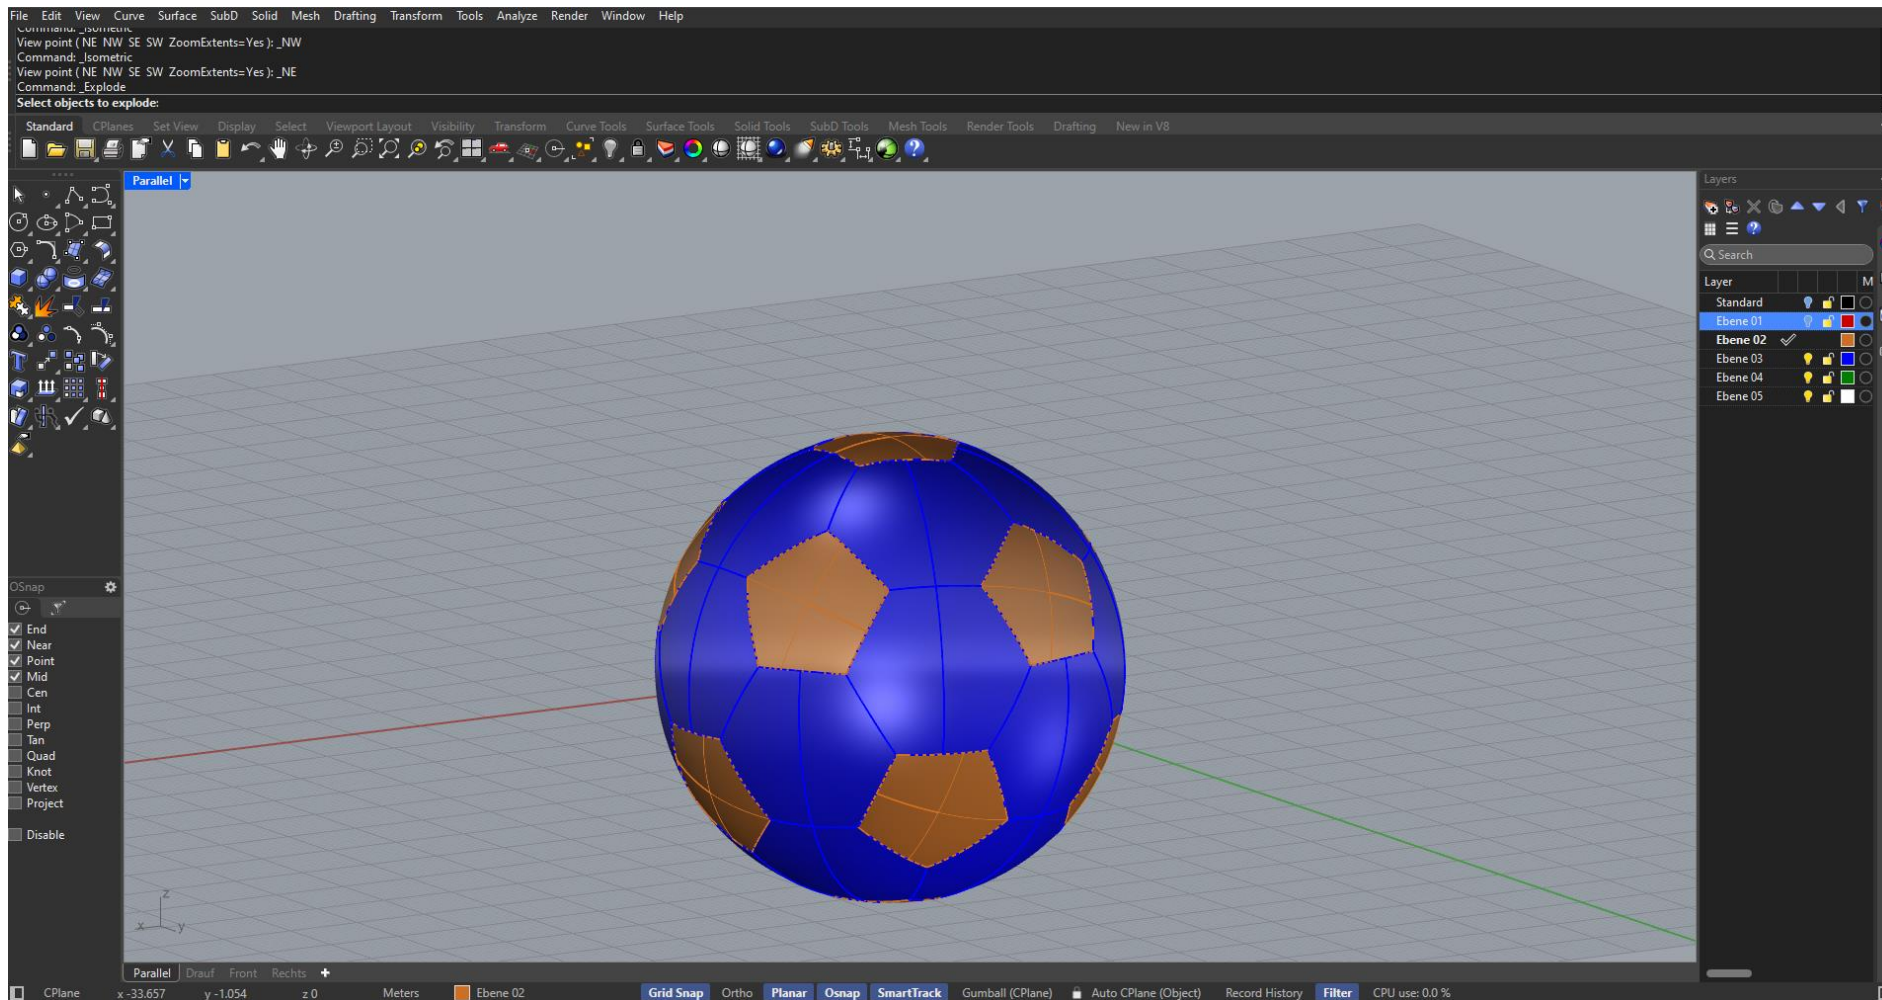 File Edit View Curve Surface SubD Solid Mesh Drafting Transform Tools Analyze Render Window Help
Command: _Isometric
View point ( NE NW SE SW ZoomExtents=Yes ): _NW
Command: _Isometric
View point ( NE NW SE SW ZoomExtents=Yes ): _NE
Command: _Explode
Select objects to explode:
Standard CPlanes Set View Display Select Viewport Layout Visibility Transform Curve Tools Surface Tools Solid Tools SubD Tools Mesh Tools Render Tools Drafting New in V8
Parallel
Layers
Search
Layer M
Standard
Ebene 01
Ebene 02
Ebene 03
Ebene 04
Ebene 05
OSnap
End
Near
Point
Mid
Cen
Int
Perp
Tan
Quad
Knot
Vertex
Project
Disable
z
x y
Parallel Drauf Front Rechts
CPlane x -33.657 y -1.054 z 0 Meters Ebene 02 Grid Snap Ortho Planar Osnap SmartTrack Gumball (CPlane) Auto CPlane (Object) Record History Filter CPU use: 0.0 %